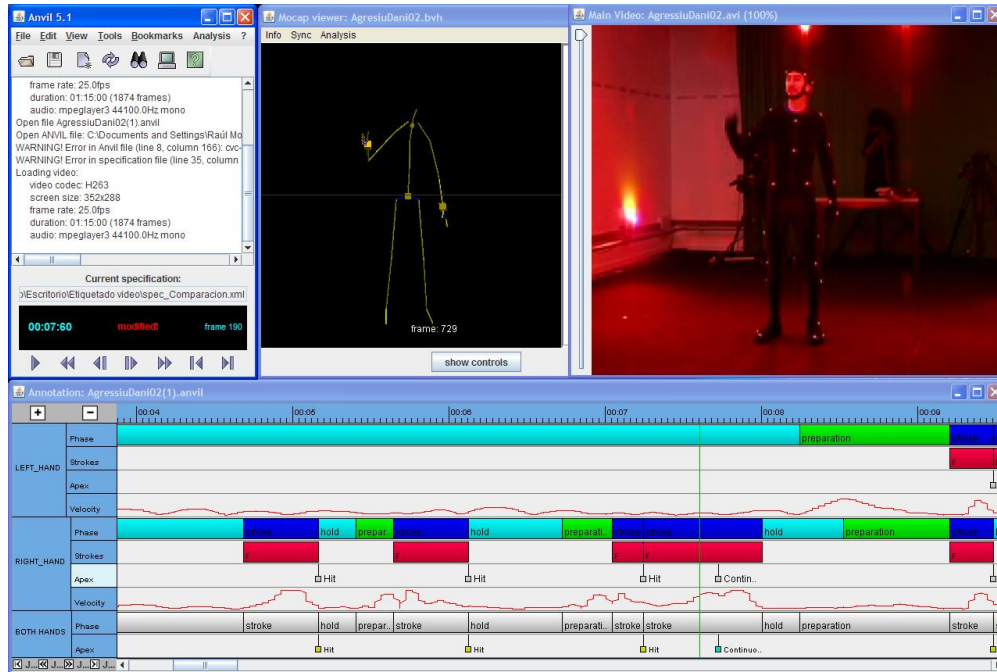 Anvil 5.1
File Edit View Tools Bookmarks Analysis ?
frame rate: 25.0fps
duration: 01:15:00 (1874 frames)
audio: mpeglayer3 44100.0Hz mono
Open file AgressiuDani02(1).anvil
Open ANVIL file: C:\Documents and Settings\Raúl Mo
WARNING! Error in Anvil file (line 8, column 166): cvc-
WARNING! Error in specification file (line 35, column
Loading video:
video codec: H263
screen size: 352x288
frame rate: 25.0fps
duration: 01:15:00 (1874 frames)
audio: mpeglayer3 44100.0Hz mono
Current specification:
o\Escritorio\Etiquetado video\spec_Comparacion.xml
00:07:60 modified! frame 190
Mocap viewer: AgresiuDani02.bvh
Info Sync Analysis
frame: 729
show controls
Main Video: AgressiuDani02.avi (100%)
Annotation: AgressiuDani02(1).anvil
+ -
00:04 00:05 00:06 00:07 00:08 00:09
LEFT_HAND
Phase preparation stroke
Strokes F
Apex
Velocity
RIGHT_HAND
Phase stroke hold prepar.. stroke hold preparati.. stroke stroke hold preparation stroke
Strokes F F F F F
Apex Hit Hit Hit Contin..
Velocity
BOTH HANDS
Phase stroke hold prepar.. stroke hold preparati.. stroke stroke hold preparation stroke
Apex Hit Hit Hit Continuo..
J... J... J... J...